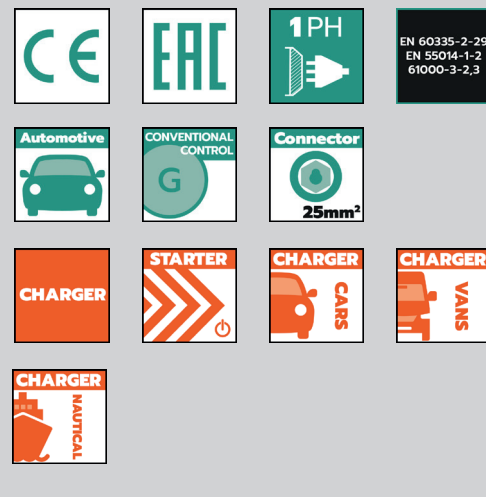 CE
EAC
1PH
EN 60335-2-29
EN 55014-1-2
61000-3-2,3
Automotive
CONVENTIONAL
CONTROL
G
Connector
25mm²
CHARGER
STARTER
CHARGER
CARS
CHARGER
VANS
CHARGER
NAUTICAL